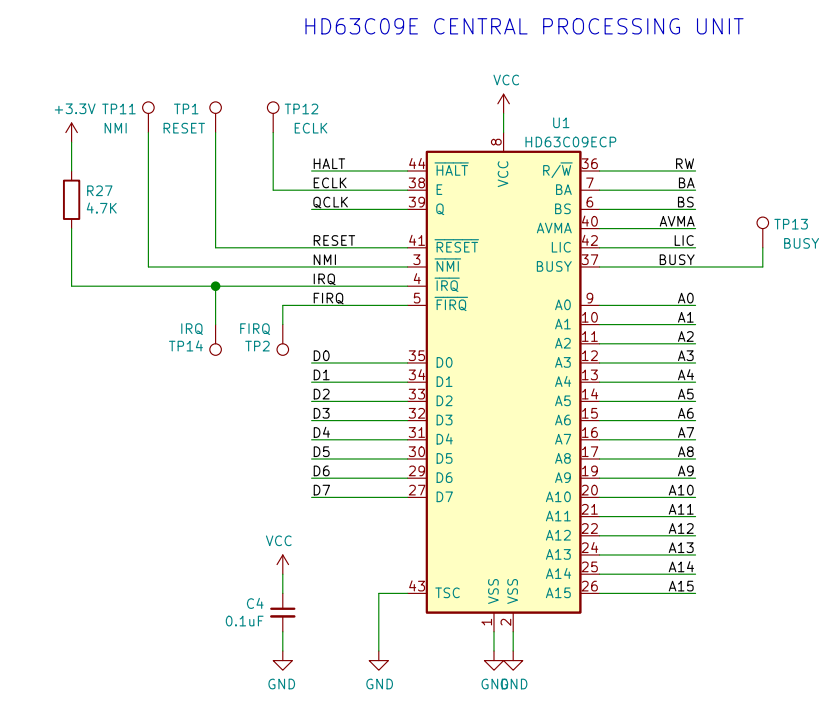 HD63C09E CENTRAL PROCESSING UNIT
VCC
+3.3V TP11 TP1 TP12
NMI RESET ECLK
U1
HD63C09ECP
8
VCC
HALT 44 HALT R/W 36 RW
ECLK 38 E BA 7 BA
QCLK 39 Q BS 6 BS
AVMA 40 AVMA
RESET 41 RESET LIC 42 LIC
NMI 3 NMI BUSY 37 BUSY
TP13
BUSY
R27
4.7K
IRQ 4 IRQ
FIRQ 5 FIRQ A0 9 A0
A1 10 A1
IRQ FIRQ
TP14 TP2
A2 11 A2
D0 35 D0 A3 12 A3
D1 34 D1 A4 13 A4
D2 33 D2 A5 14 A5
D3 32 D3 A6 15 A6
D4 31 D4 A7 16 A7
D5 30 D5 A8 17 A8
D6 29 D6 A9 19 A9
D7 27 D7 A10 20 A10
A11 21 A11
A12 22 A12
A13 24 A13
A14 25 A14
43 TSC A15 26 A15
VCC
C4
0.1uF
VSS VSS
1 2
GND GND GND GND